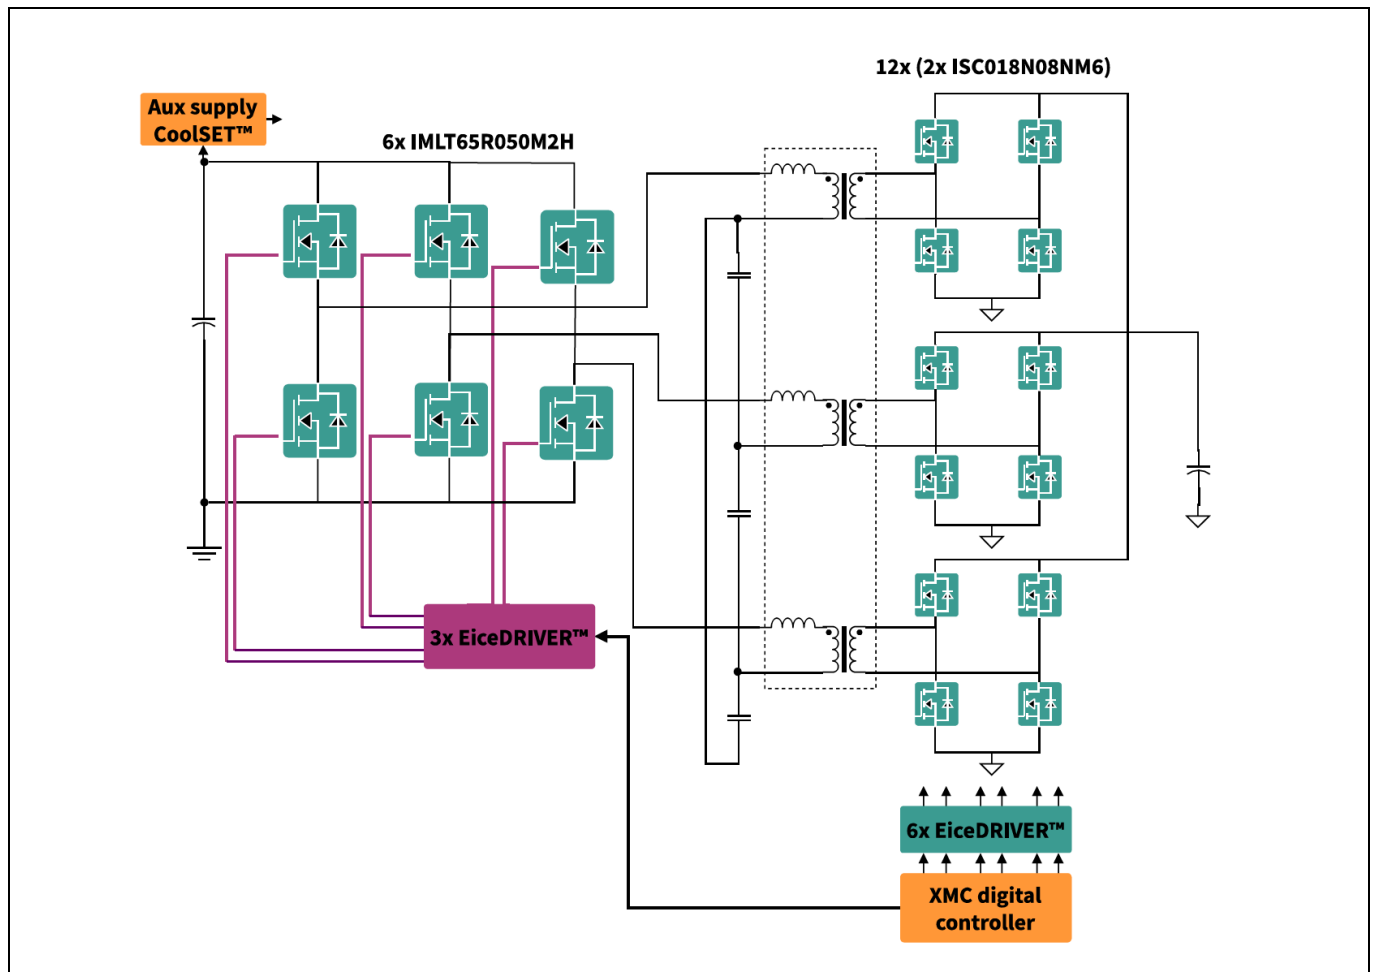 12x (2x ISC018N08NM6)
Aux supply
CoolSET™
6x IMLT65R050M2H
3x EiceDRIVER™
6x EiceDRIVER™
XMC digital
controller